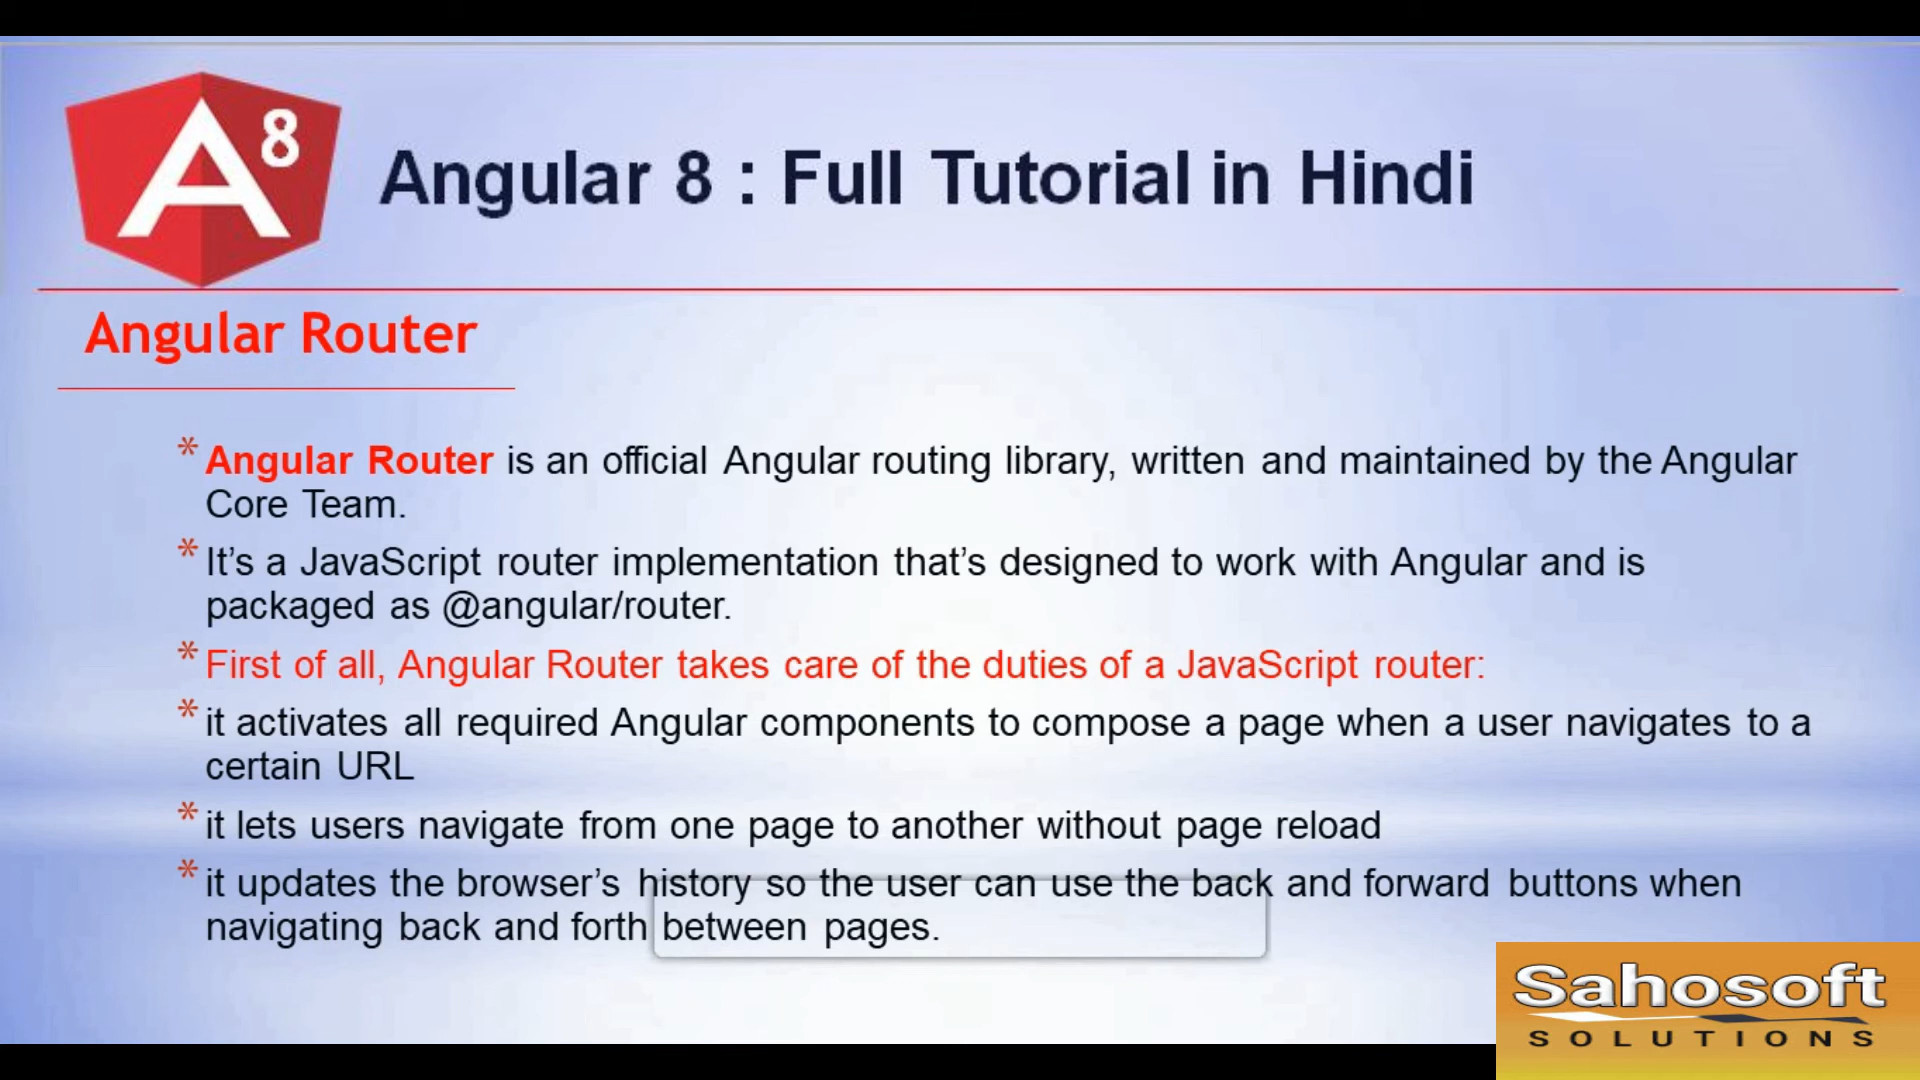 A 8
Angular 8 : Full Tutorial in Hindi
Angular Router
* Angular Router is an official Angular routing library, written and maintained by the Angular
Core Team.
* It’s a JavaScript router implementation that’s designed to work with Angular and is
packaged as @angular/router.
* First of all, Angular Router takes care of the duties of a JavaScript router:
* it activates all required Angular components to compose a page when a user navigates to a
certain URL
* it lets users navigate from one page to another without page reload
* it updates the browser’s history so the user can use the back and forward buttons when
navigating back and forth between pages.
Sahosoft
SOLUTIONS